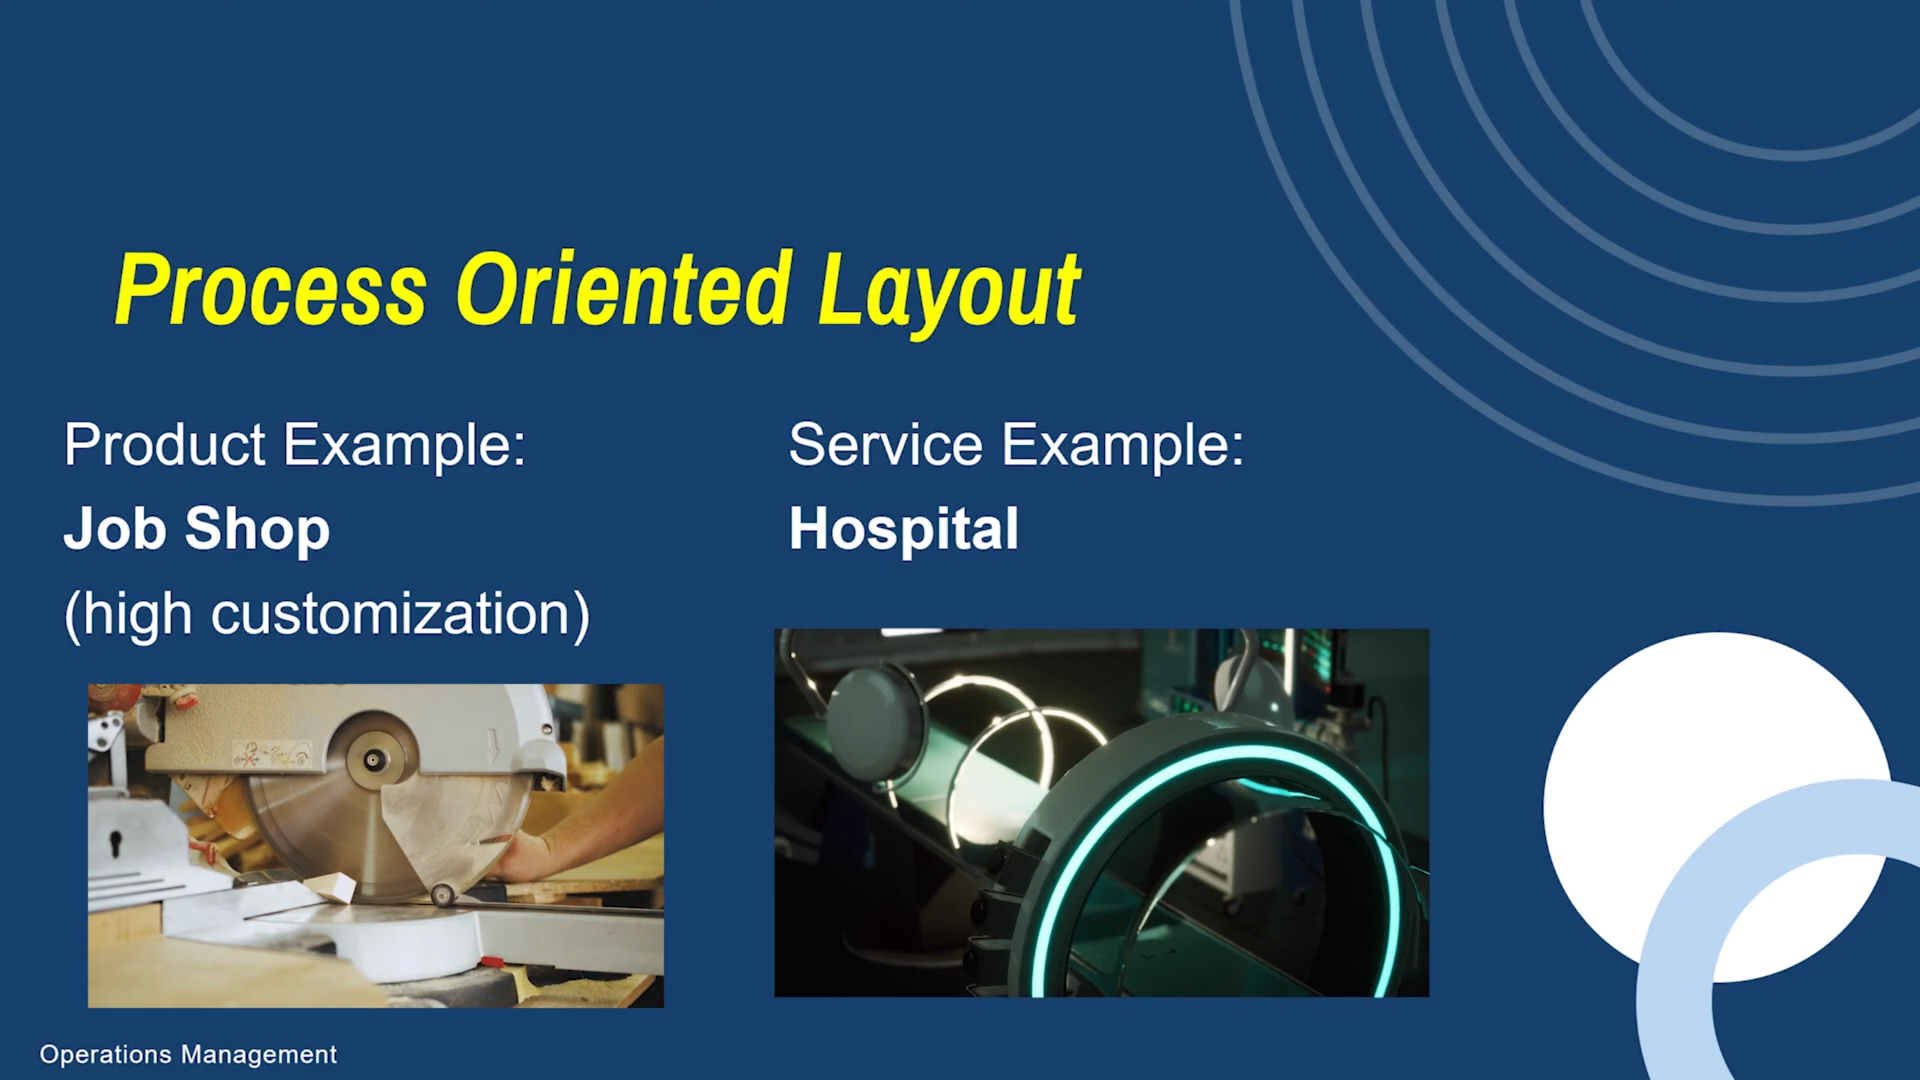 Process Oriented Layout
Product Example:
Job Shop
(high customization)
Service Example:
Hospital
Operations Management